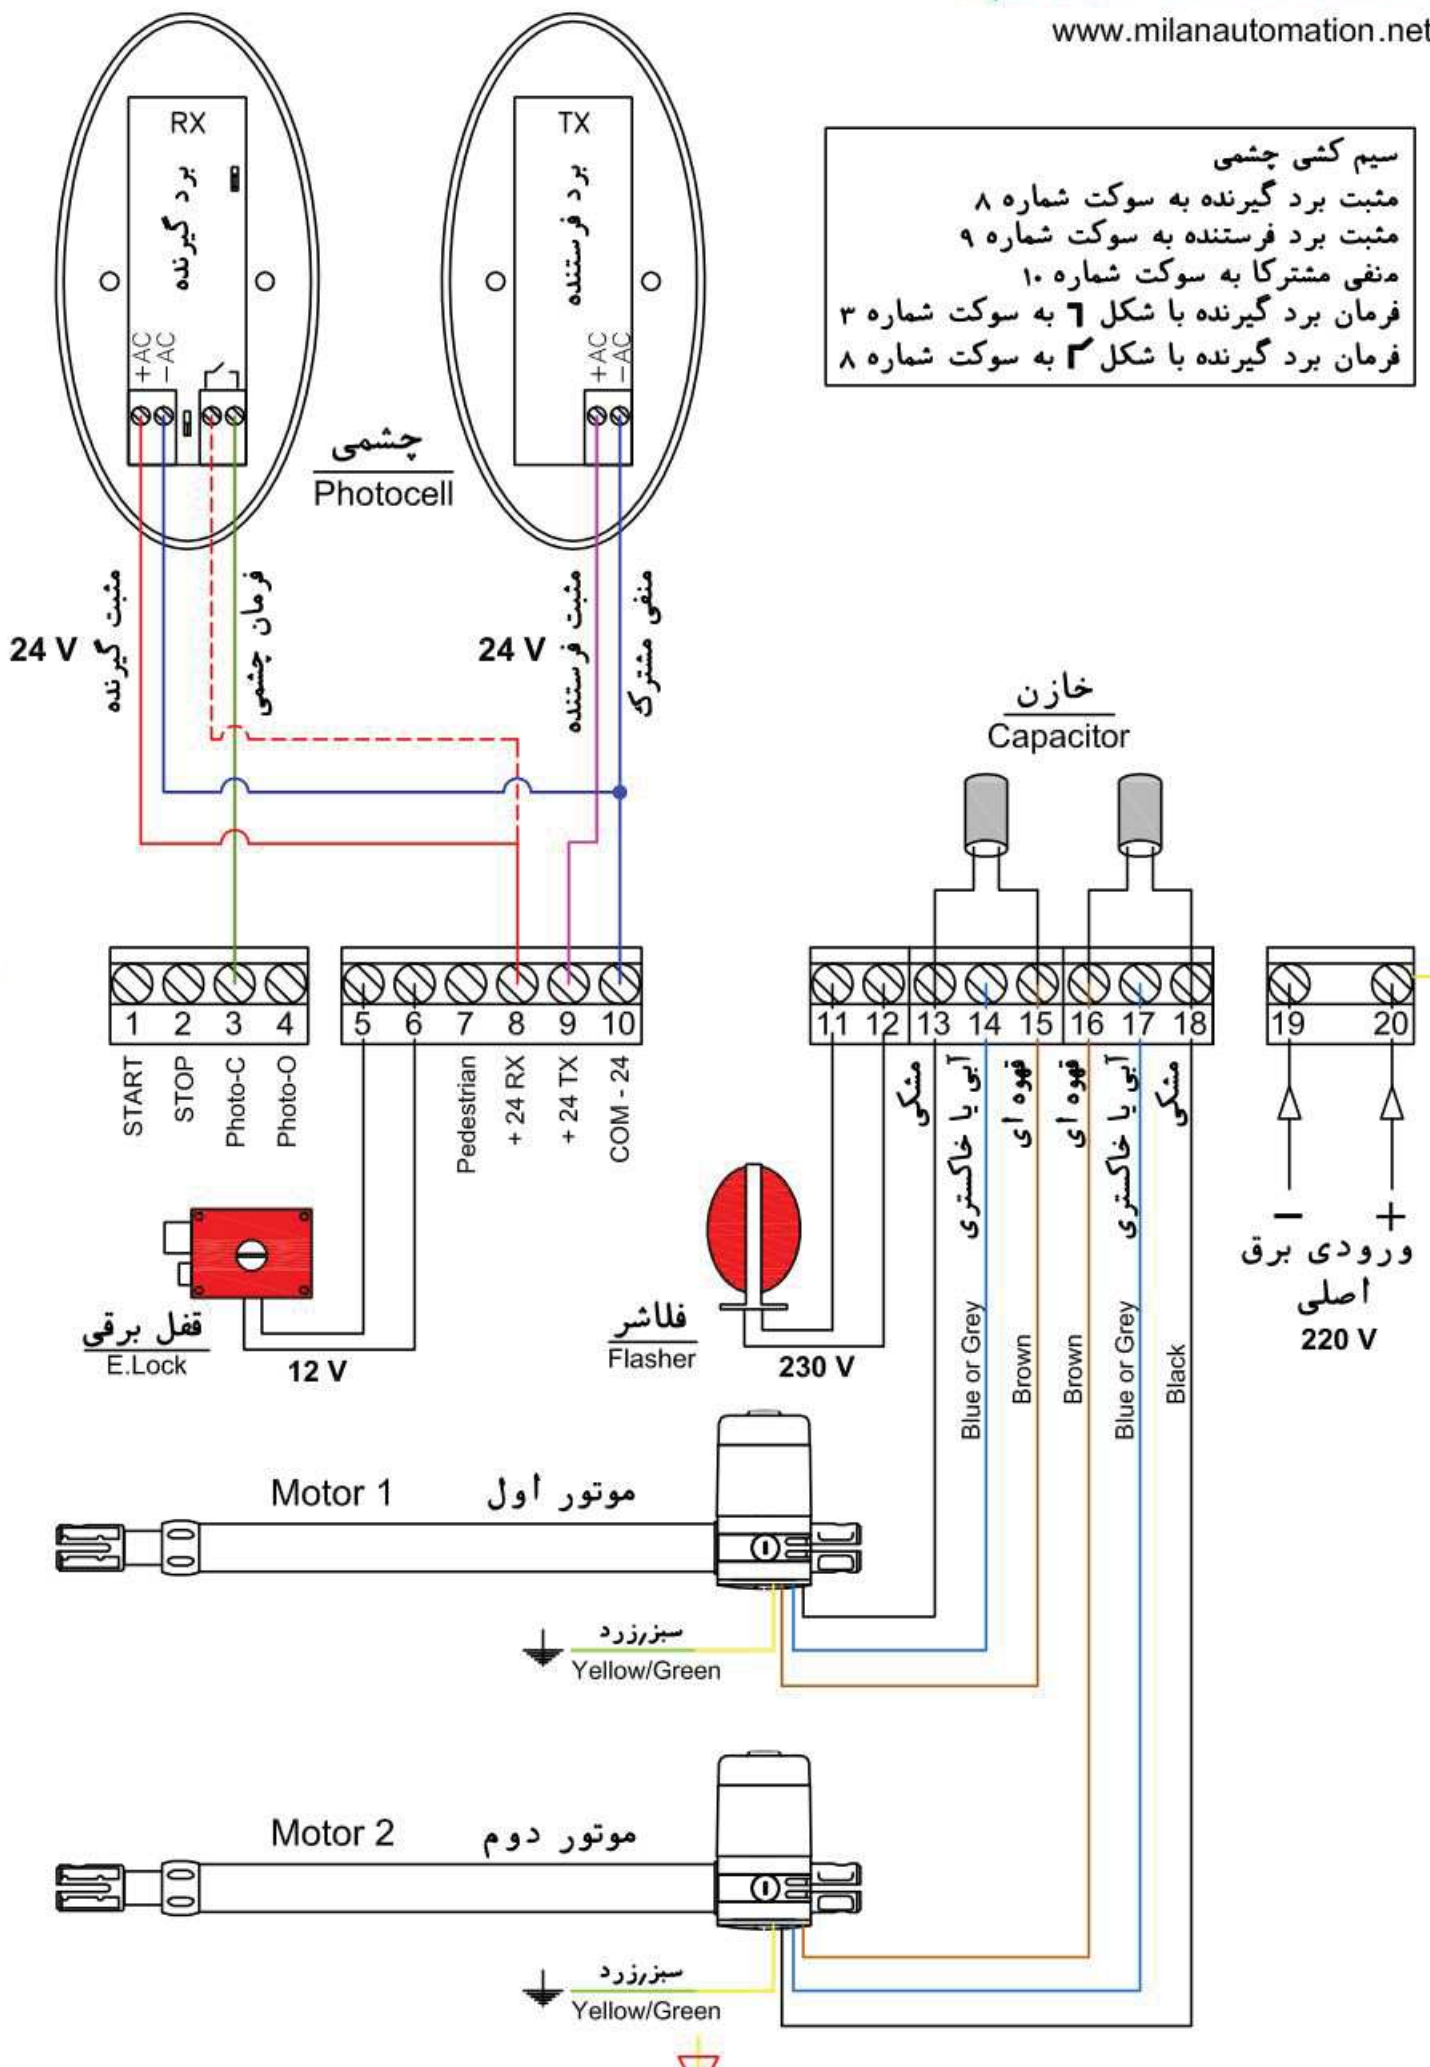 www.milanautomation.net
RX
برد گیرنده
+AC
-AC
TX
برد فرستنده
+AC
-AC
سیم کشی چشمی
مثبت برد گیرنده به سوکت شماره ۸
مثبت برد فرستنده به سوکت شماره ۹
منفی مشترکا به سوکت شماره ۱۰
فرمان برد گیرنده با شکل به سوکت شماره ۳
فرمان برد گیرنده با شکل به سوکت شماره ۸
چشمی
Photocell
24 V
مثبت گیرنده
فرمان چشمی
24 V
مثبت فرستنده
منفی مشترک
خازن
Capacitor
1 2 3 4
START
STOP
Photo-C
Photo-O
5 6 7 8 9 10
Pedestrian
+ 24 RX
+ 24 TX
COM - 24
11 12 13 14 15 16 17 18
مشکی
آبی یا خاکستری
قهوه ای
قهوه ای
آبی یا خاکستری
مشکی
Blue or Grey
Brown
Brown
Blue or Grey
Black
19 20
- +
ورودی برق
اصلی
220 V
قفل برقی
E.Lock
12 V
فلاشر
Flasher
230 V
Motor 1 موتور اول
سبز,زرد
Yellow/Green
Motor 2 موتور دوم
سبز,زرد
Yellow/Green